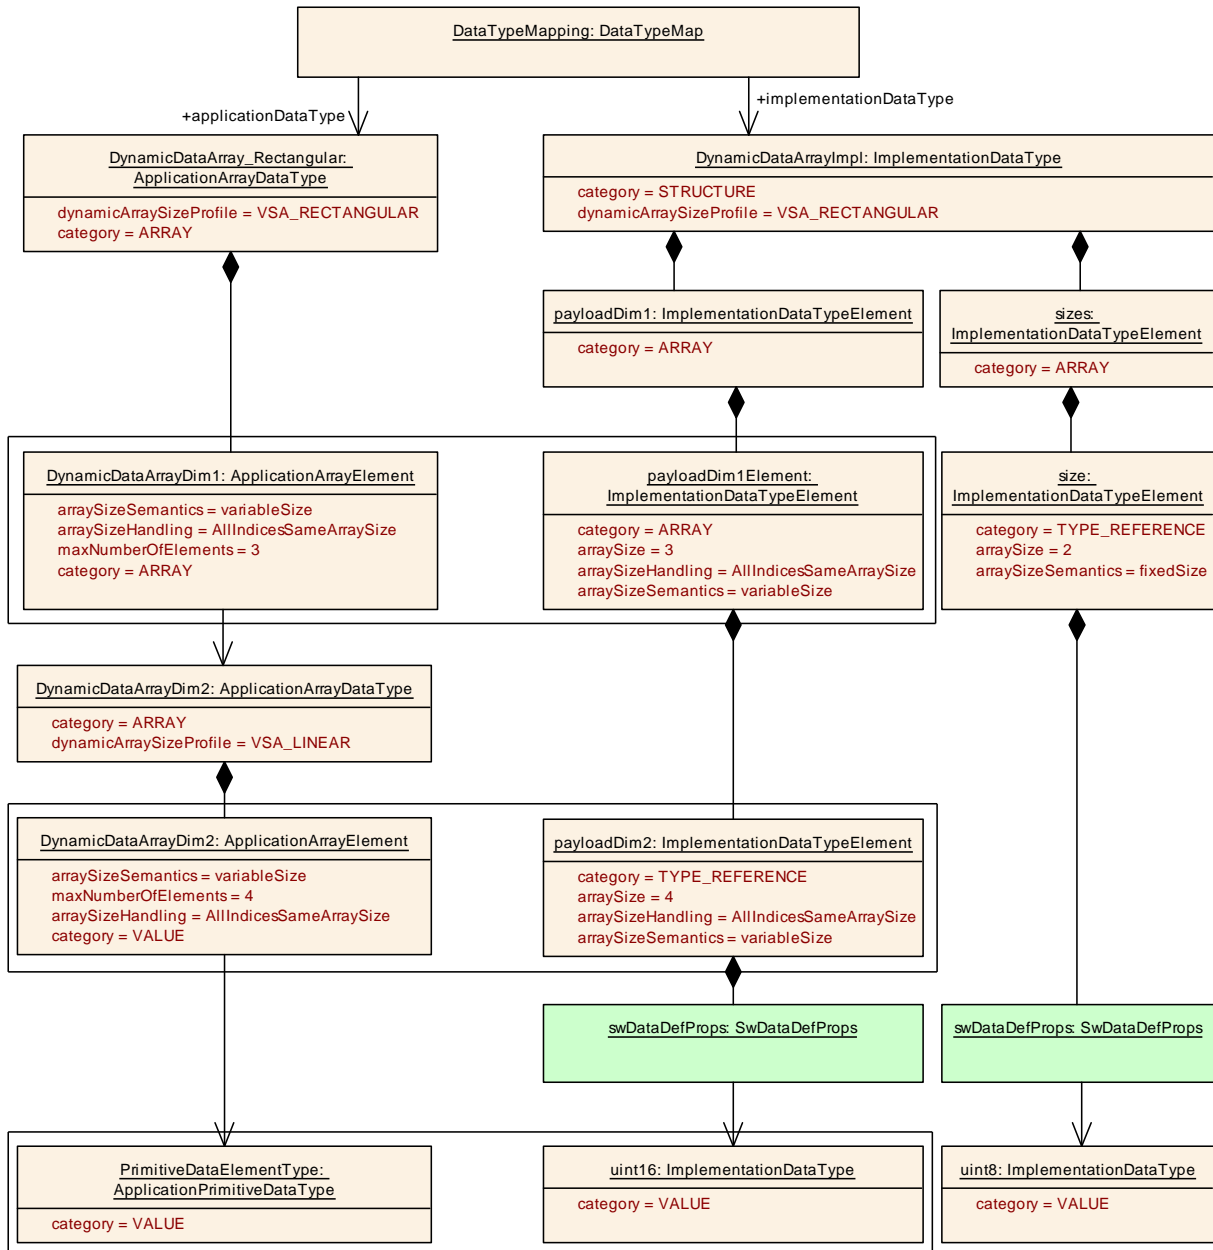 DataTypeMapping: DataTypeMap
+applicationDataType
+implementationDataType
DynamicDataArray_Rectangular:
ApplicationArrayDataType
dynamicArraySizeProfile = VSA_RECTANGULAR
category = ARRAY
DynamicDataArrayImpl: ImplementationDataType
category = STRUCTURE
dynamicArraySizeProfile = VSA_RECTANGULAR
payloadDim1: ImplementationDataTypeElement
category = ARRAY
sizes:
ImplementationDataTypeElement
category = ARRAY
DynamicDataArrayDim1: ApplicationArrayElement
arraySizeSemantics = variableSize
arraySizeHandling = AllIndicesSameArraySize
maxNumberOfElements = 3
category = ARRAY
payloadDim1Element:
ImplementationDataTypeElement
category = ARRAY
arraySize = 3
arraySizeHandling = AllIndicesSameArraySize
arraySizeSemantics = variableSize
size:
ImplementationDataTypeElement
category = TYPE_REFERENCE
arraySize = 2
arraySizeSemantics = fixedSize
DynamicDataArrayDim2: ApplicationArrayDataType
category = ARRAY
dynamicArraySizeProfile = VSA_LINEAR
DynamicDataArrayDim2: ApplicationArrayElement
arraySizeSemantics = variableSize
maxNumberOfElements = 4
arraySizeHandling = AllIndicesSameArraySize
category = VALUE
payloadDim2: ImplementationDataTypeElement
category = TYPE_REFERENCE
arraySize = 4
arraySizeHandling = AllIndicesSameArraySize
arraySizeSemantics = variableSize
swDataDefProps: SwDataDefProps
swDataDefProps: SwDataDefProps
PrimitiveDataElementType:
ApplicationPrimitiveDataType
category = VALUE
uint16: ImplementationDataType
category = VALUE
uint8: ImplementationDataType
category = VALUE